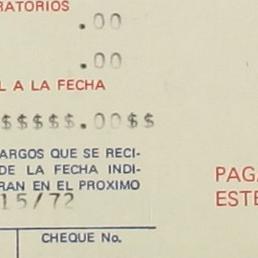 RATORIOS
.00
.00
L A LA FECHA
$$$$$.00$$
ARGOS QUE SE RECI-
DE LA FECHA INDI-
RAN EN EL PROXIMO
15/72
PAGA
ESTE
CHEQUE No.